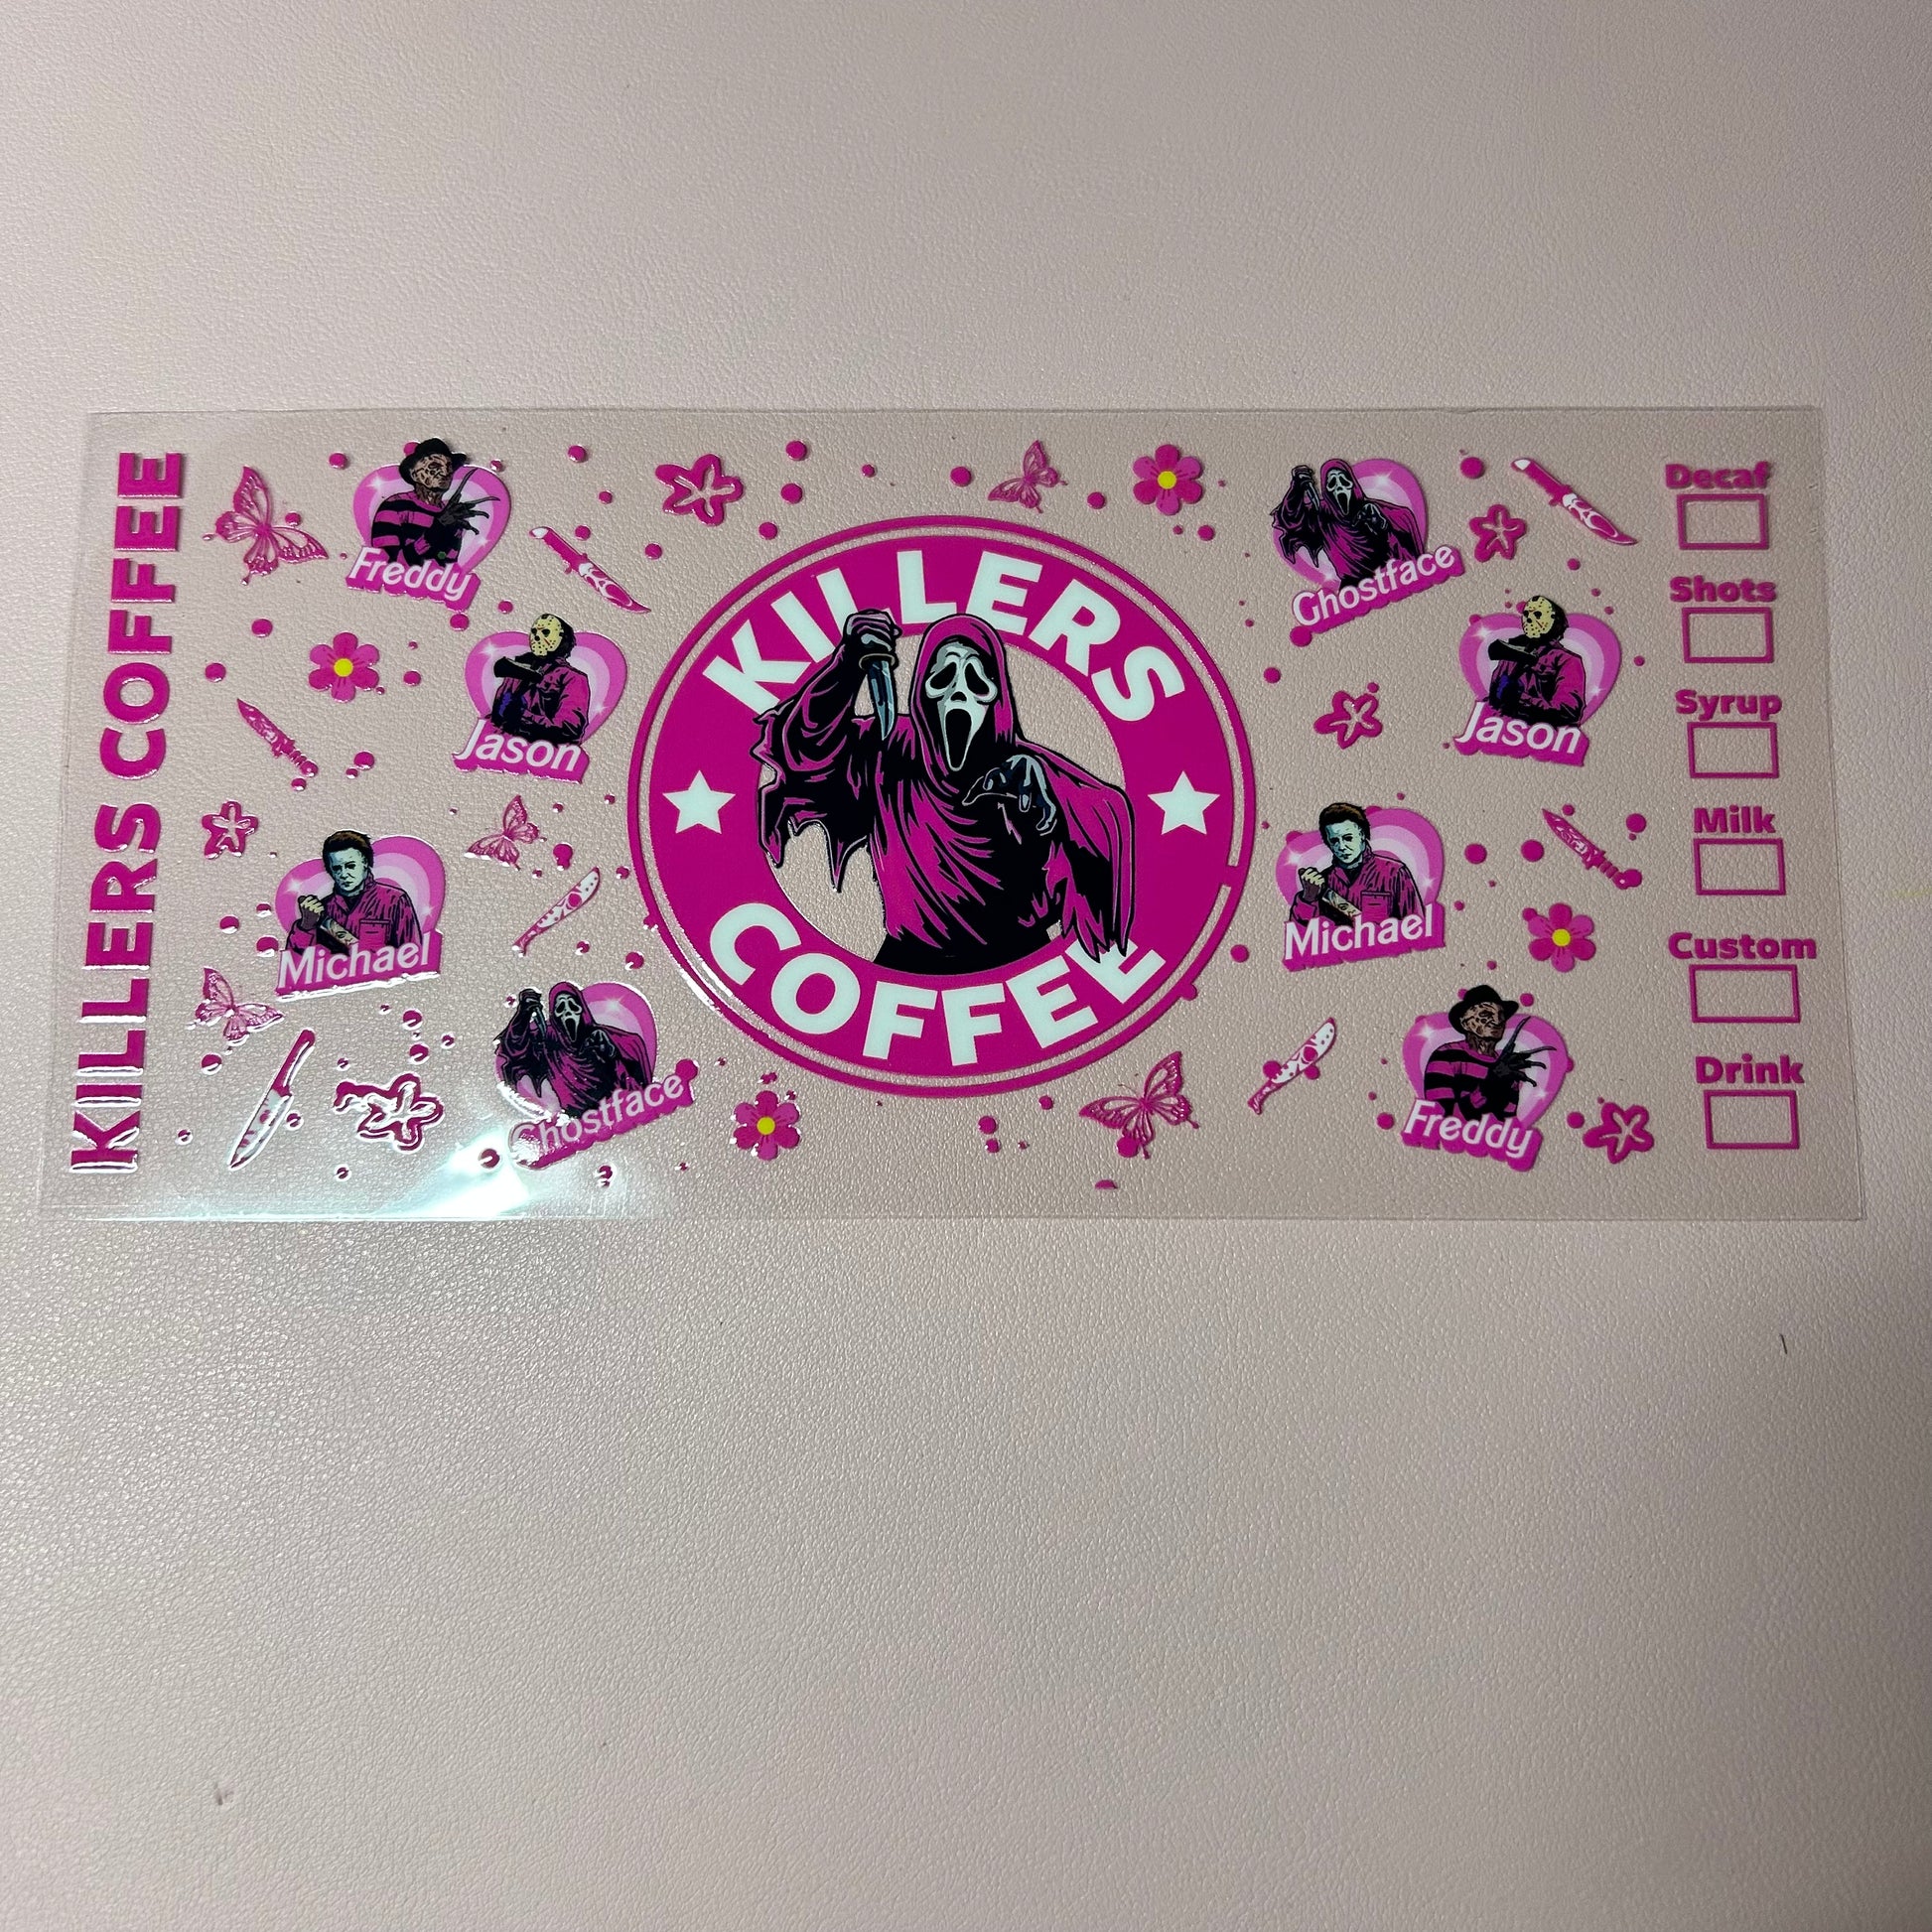 KILLERS COFFEE
Freddy
Jason
Michael
Ghostface
KILLERS
COFFEE
Ghostface
Jason
Michael
Freddy
Decaf
Shots
Syrup
Milk
Custom
Drink